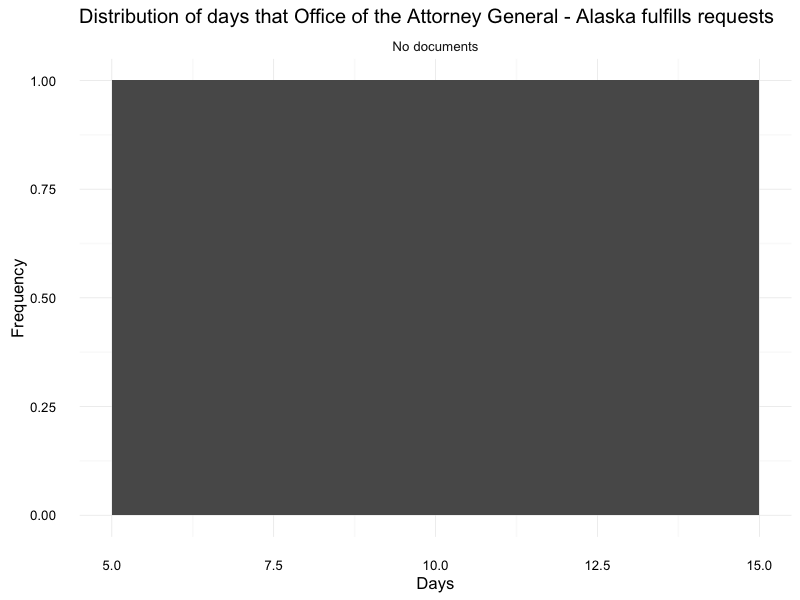 Distribution of days that Office of the Attorney General - Alaska fulfills requests
No documents
1.00
0.75
0.50
0.25
0.00
Frequency
5.0 7.5 10.0 12.5 15.0
Days